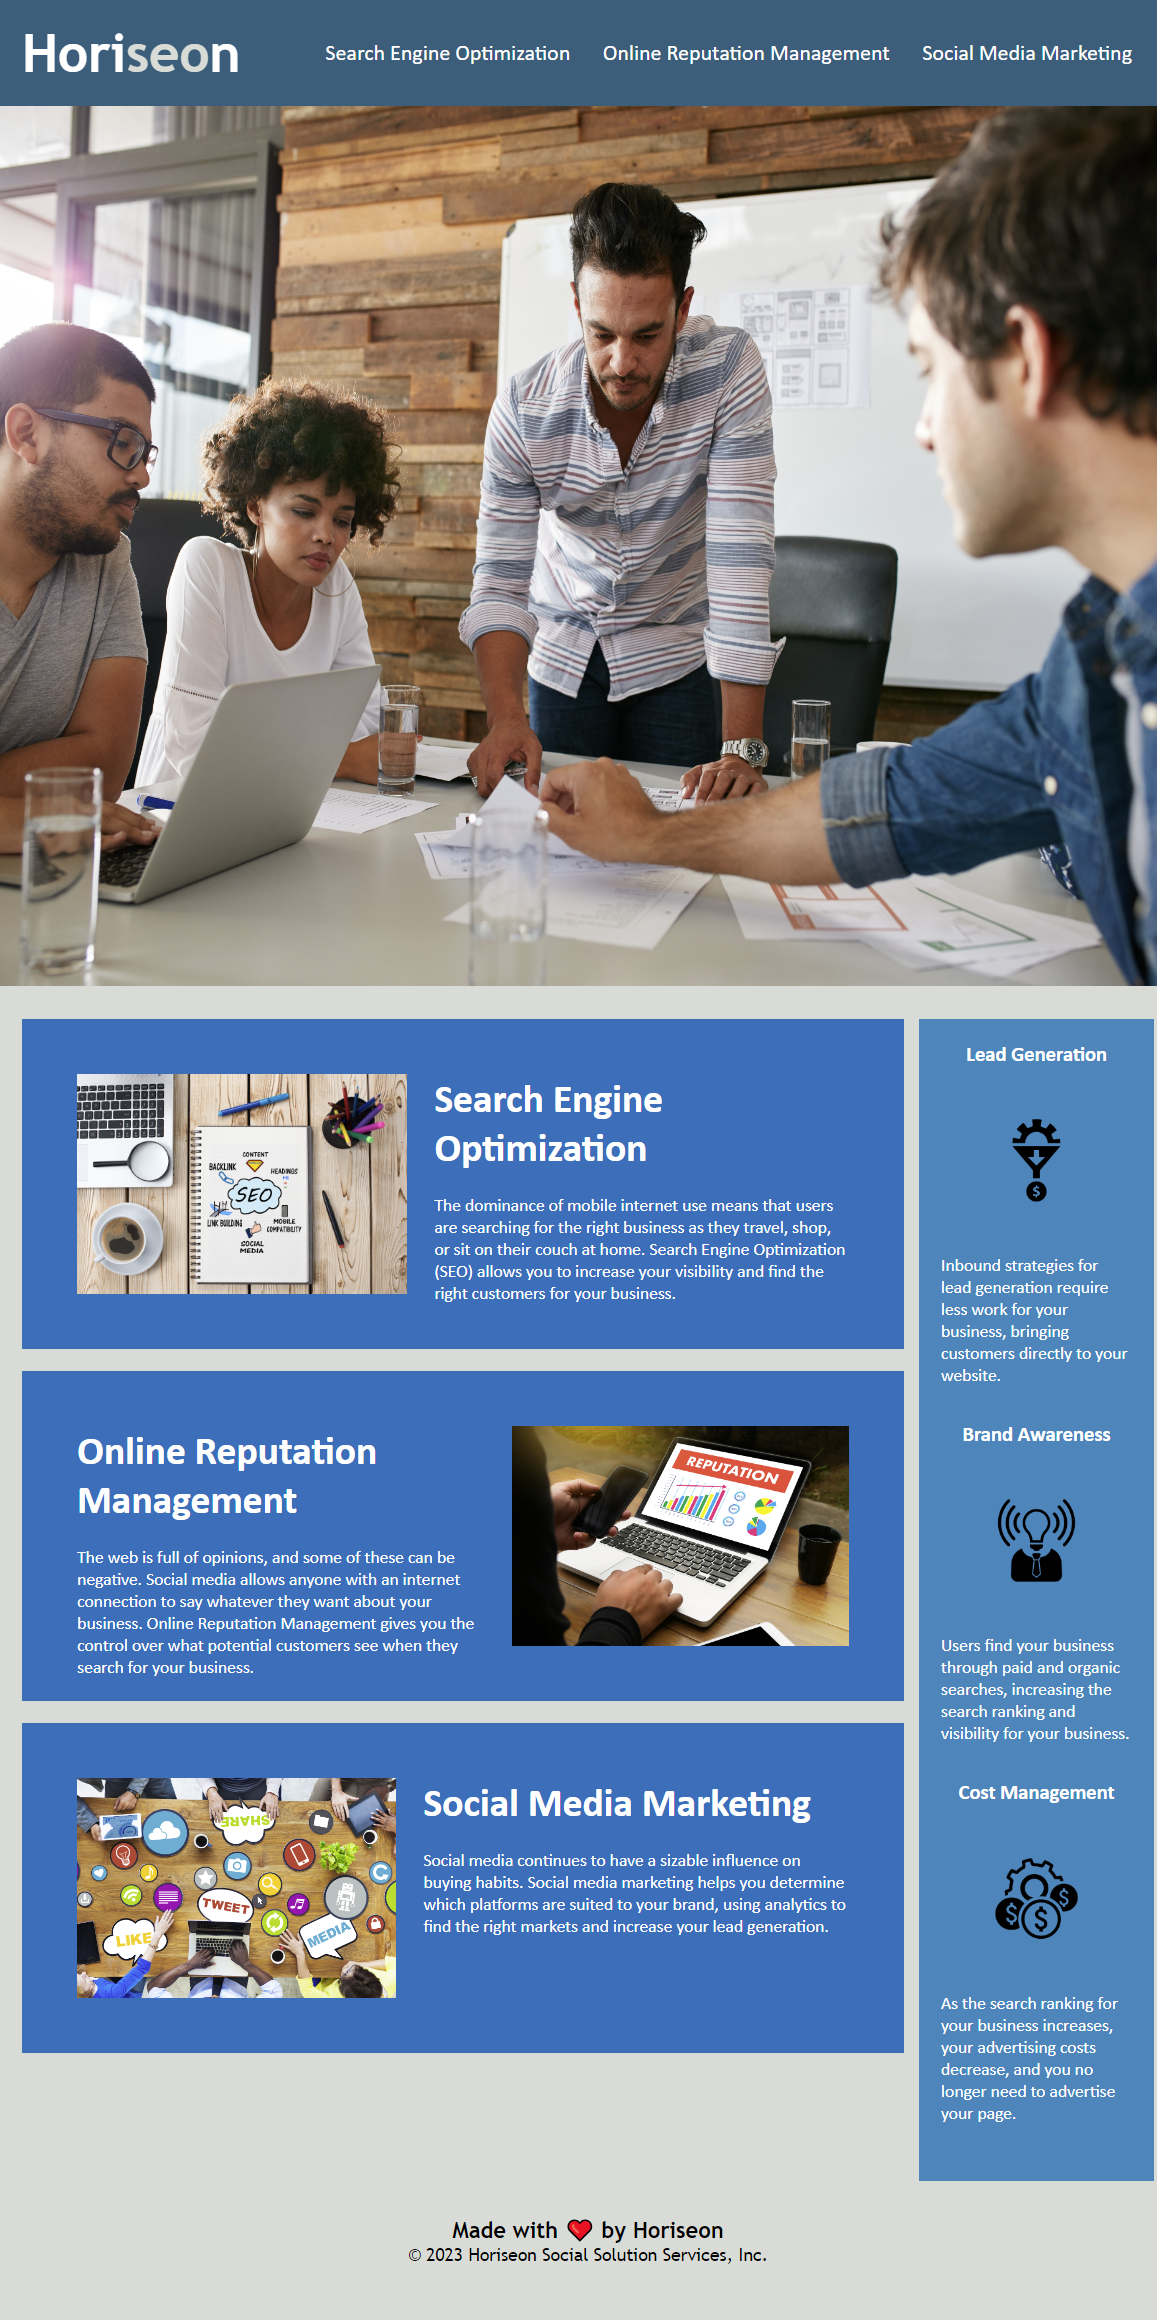 Horiseon
Search Engine Optimization
Online Reputation Management
Social Media Marketing
CONTENT
BACKLINK
HEADINGS
SEO
LINK BUILDING
MOBILE
COMPATIBILITY
SOCIAL
MEDIA
Search Engine
Optimization
The dominance of mobile internet use means that users
are searching for the right business as they travel, shop,
or sit on their couch at home. Search Engine Optimization
(SEO) allows you to increase your visibility and find the
right customers for your business.
Online Reputation
Management
The web is full of opinions, and some of these can be
negative. Social media allows anyone with an internet
connection to say whatever they want about your
business. Online Reputation Management gives you the
control over what potential customers see when they
search for your business.
REPUTATION
SHARE
TWEET
LIKE
MEDIA
Social Media Marketing
Social media continues to have a sizable influence on
buying habits. Social media marketing helps you determine
which platforms are suited to your brand, using analytics to
find the right markets and increase your lead generation.
Lead Generation
$
Inbound strategies for
lead generation require
less work for your
business, bringing
customers directly to your
website.
Brand Awareness
Users find your business
through paid and organic
searches, increasing the
search ranking and
visibility for your business.
Cost Management
$ $ $
As the search ranking for
your business increases,
your advertising costs
decrease, and you no
longer need to advertise
your page.
Made with ❤️ by Horiseon
© 2023 Horiseon Social Solution Services, Inc.